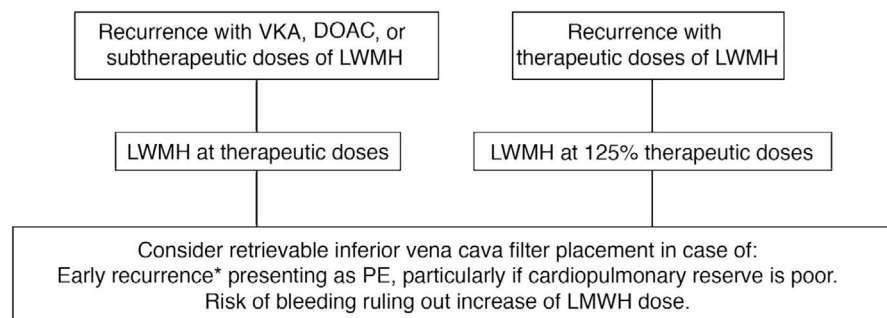 Recurrence with VKA, DOAC, or
subtherapeutic doses of LWMH
Recurrence with
therapeutic doses of LWMH
LWMH at therapeutic doses
LWMH at 125% therapeutic doses
Consider retrievable inferior vena cava filter placement in case of:
Early recurrence* presenting as PE, particularly if cardiopulmonary reserve is poor.
Risk of bleeding ruling out increase of LMWH dose.